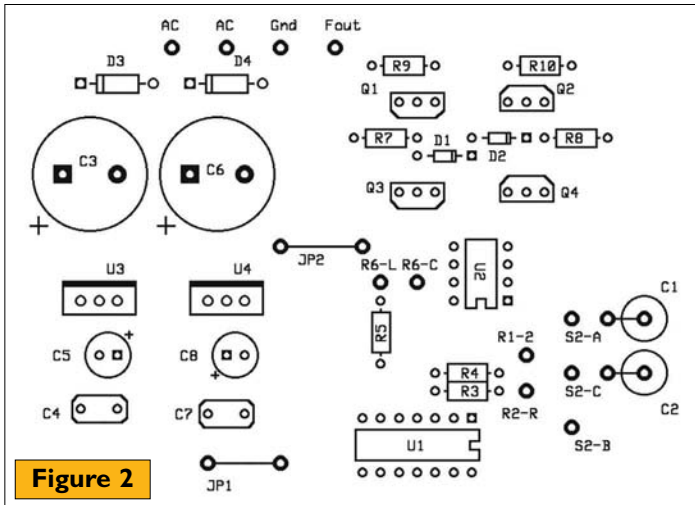 AC AC Gnd Fout
D3 D4
R9 R10
Q1 Q2
R7 D1 D2 R8
C3 C6
Q3 Q4
JP2
U3 U4 R6-L R6-C U2
C1
R5 S2-A
C5 C8 R1-2
R4 S2-C
R3 C2
C4 C7 R2-R
U1 S2-B
JP1
Figure 2